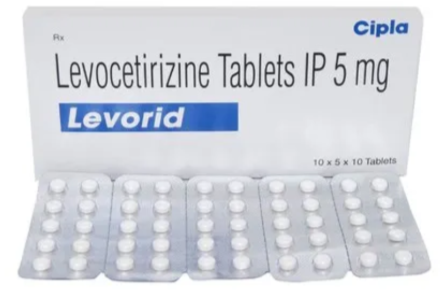 Cipla
Rx
Levocetirizine Tablets IP 5 mg
Levorid
10 x 5 x 10 Tablets